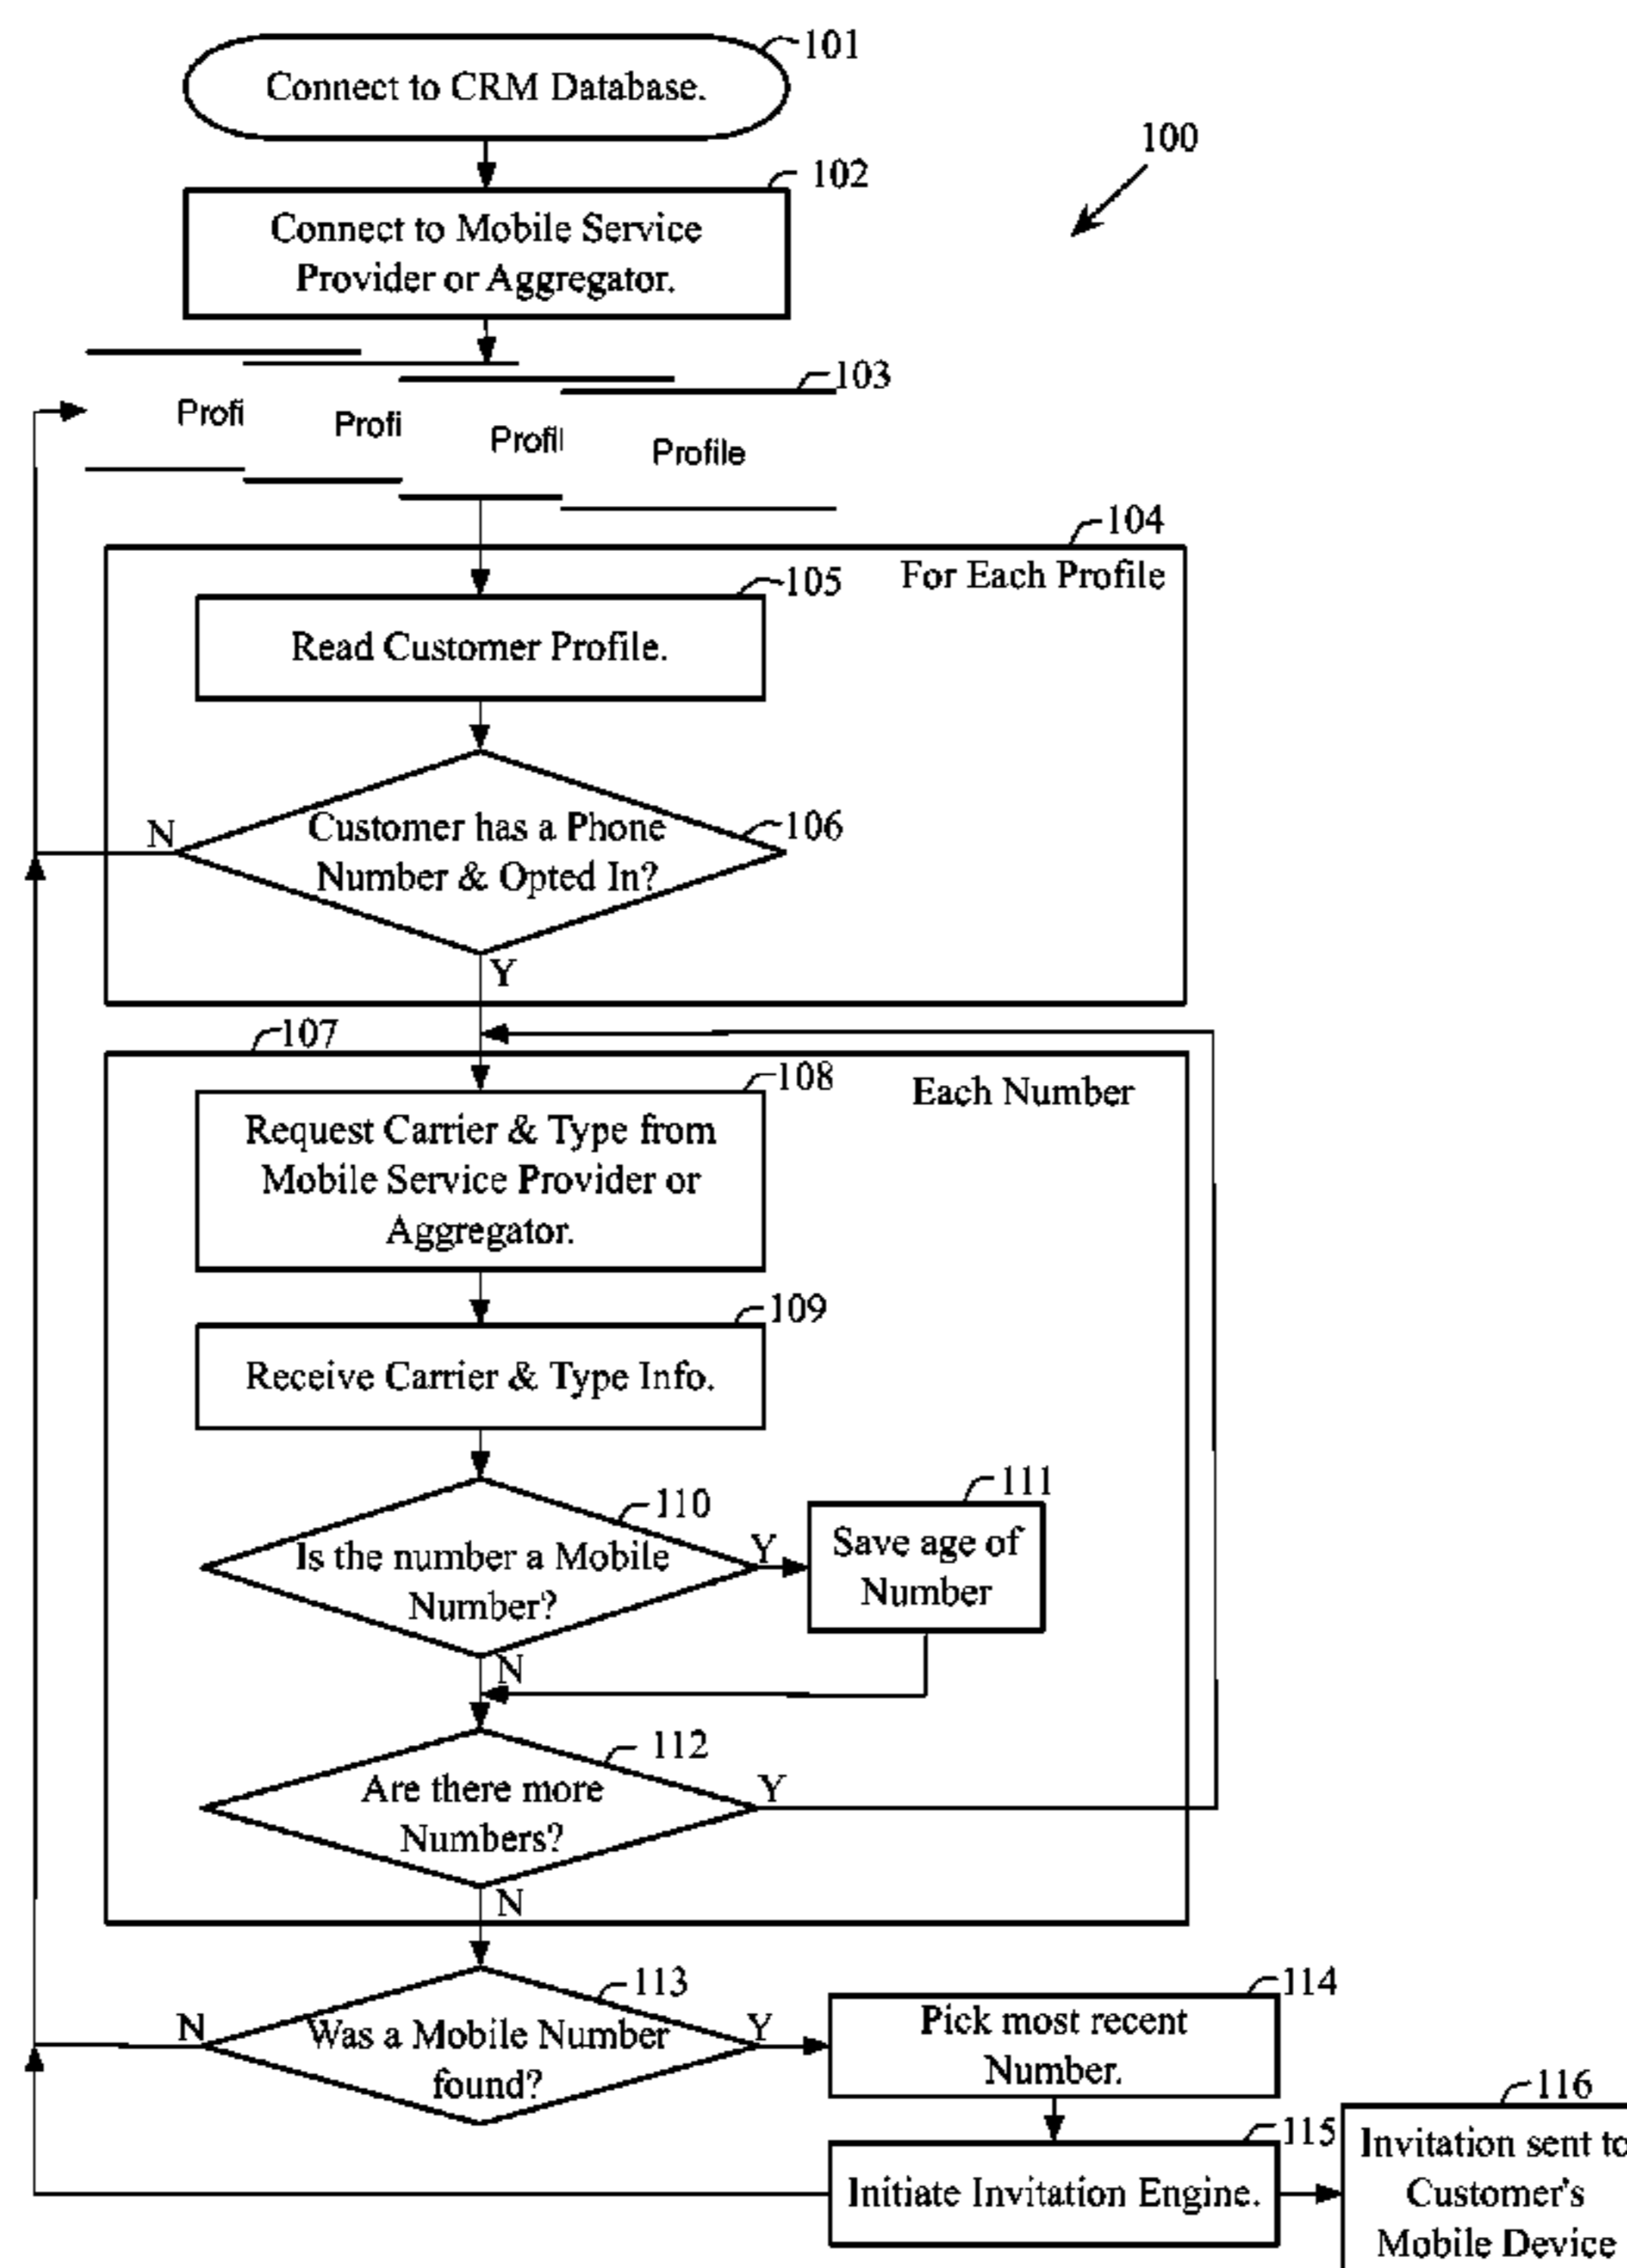 101
Connect to CRM Database.
100
102
Connect to Mobile Service
Provider or Aggregator.
103
Profi
Profi
Profil
Profile
104
For Each Profile
105
Read Customer Profile.
106
Customer has a Phone
Number & Opted In?
N
Y
107
Each Number
108
Request Carrier & Type from
Mobile Service Provider or
Aggregator.
109
Receive Carrier & Type Info.
110
Is the number a Mobile
Number?
Y
N
111
Save age of
Number
112
Are there more
Numbers?
Y
N
113
Was a Mobile Number
found?
N
Y
114
Pick most recent
Number.
115
Initiate Invitation Engine.
116
Invitation sent to
Customer's
Mobile Device